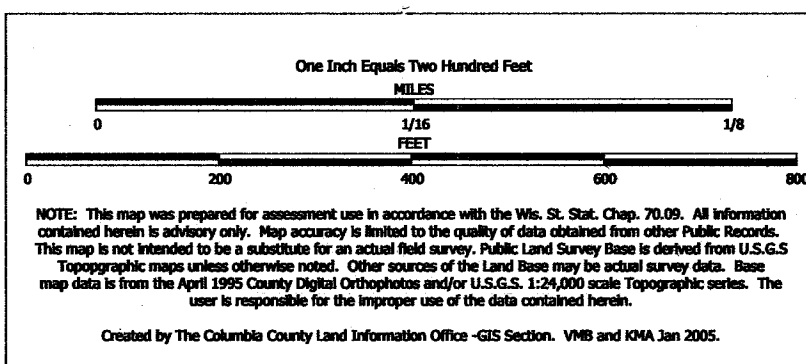 One Inch Equals Two Hundred Feet
MILES
0 1/16 1/8
FEET
0 200 400 600 800
NOTE: This map was prepared for assessment use in accordance with the Wis. St. Stat. Chap. 70.09. All information
contained herein is advisory only. Map accuracy is limited to the quality of data obtained from other Public Records.
This map is not intended to be a substitute for an actual field survey. Public Land Survey Base is derived from U.S.G.S
Topopgraphic maps unless otherwise noted. Other sources of the Land Base may be actual survey data. Base
map data is from the April 1995 County Digital Orthophotos and/or U.S.G.S. 1:24,000 scale Topographic series. The
user is responsible for the improper use of the data contained herein.
Created by The Columbia County Land Information Office -GIS Section. VMB and KMA Jan 2005.